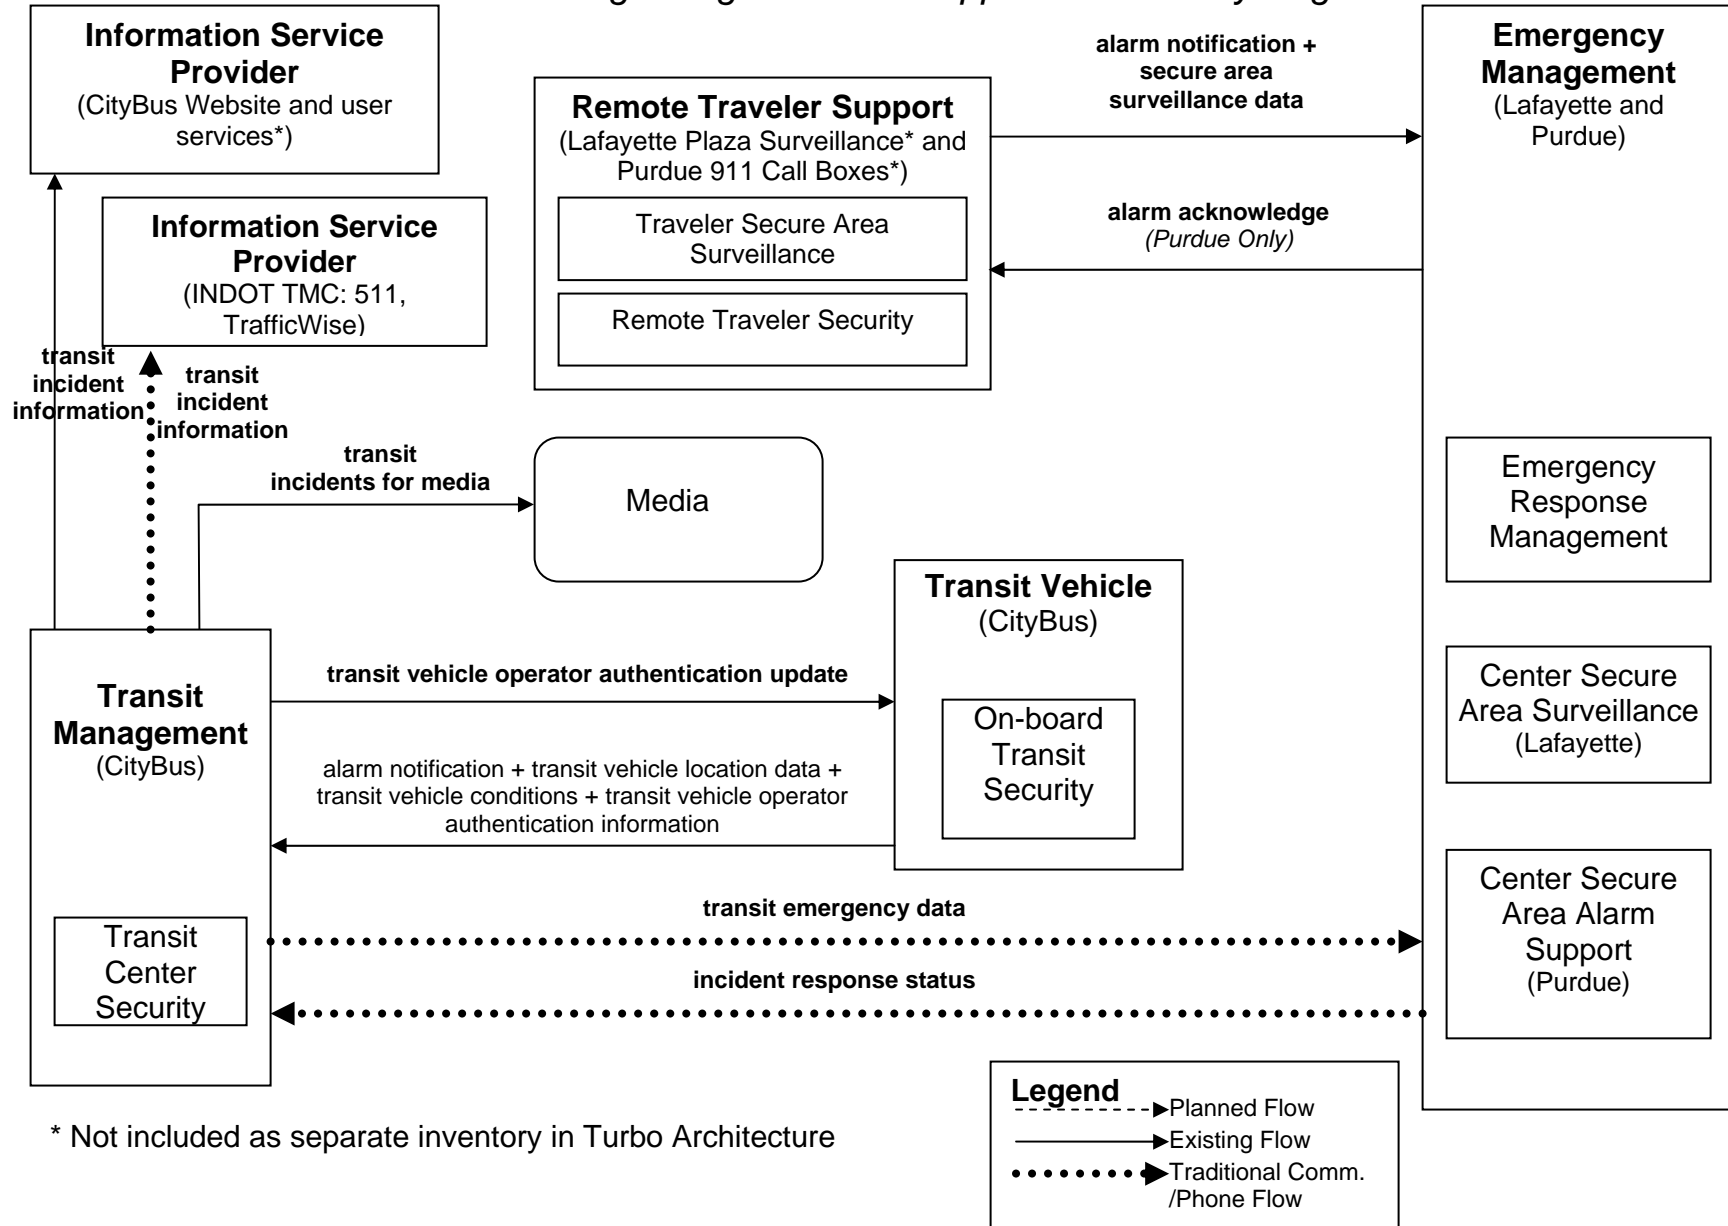 Information Service
Provider
(CityBus Website and user
services*)
Information Service
Provider
(INDOT TMC: 511,
TrafficWise)
Remote Traveler Support
(Lafayette Plaza Surveillance* and
Purdue 911 Call Boxes*)
Traveler Secure Area
Surveillance
Remote Traveler Security
alarm notification +
secure area
surveillance data
alarm acknowledge
(Purdue Only)
Emergency
Management
(Lafayette and
Purdue)
transit
incident
information
transit
incident
information
transit
incidents for media
Media
Emergency
Response
Management
Transit Vehicle
(CityBus)
On-board
Transit
Security
Center Secure
Area Surveillance
(Lafayette)
Transit
Management
(CityBus)
transit vehicle operator authentication update
alarm notification + transit vehicle location data +
transit vehicle conditions + transit vehicle operator
authentication information
Center Secure
Area Alarm
Support
(Purdue)
Transit
Center
Security
transit emergency data
incident response status
Legend
Planned Flow
Existing Flow
Traditional Comm.
/Phone Flow
* Not included as separate inventory in Turbo Architecture